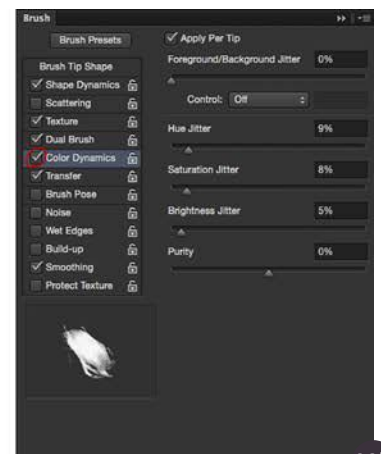 Brush
Brush Presets
Brush Tip Shape
Shape Dynamics
Scattering
Texture
Dual Brush
Color Dynamics
Transfer
Brush Pose
Noise
Wet Edges
Build-up
Smoothing
Protect Texture
Apply Per Tip
Foreground/Background Jitter 0%
Control: Off
Hue Jitter 9%
Saturation Jitter 8%
Brightness Jitter 5%
Purity 0%